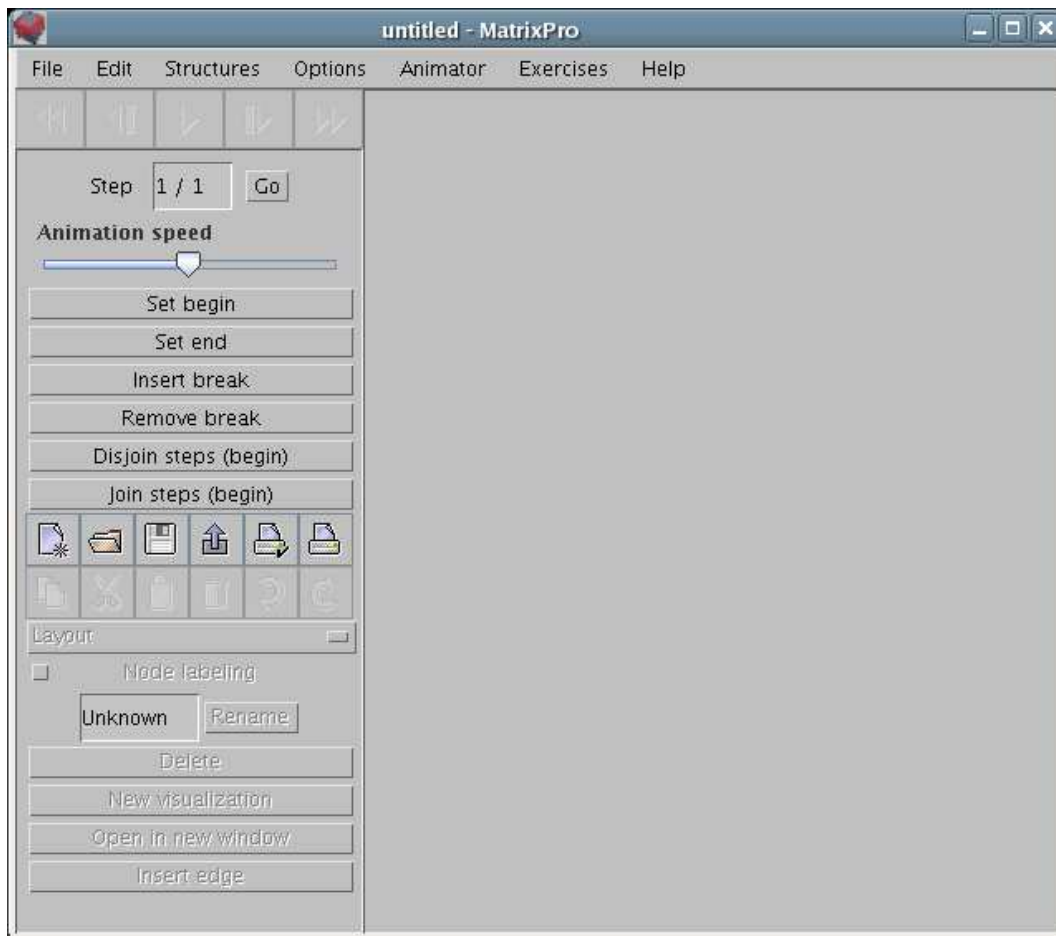 untitled - MatrixPro
File Edit Structures Options Animator Exercises Help
Step 1 / 1 Go
Animation speed
Set begin
Set end
Insert break
Remove break
Disjoin steps (begin)
Join steps (begin)
Layout
Node labeling
Unknown Rename
Delete
New visualization
Open in new window
Insert edge